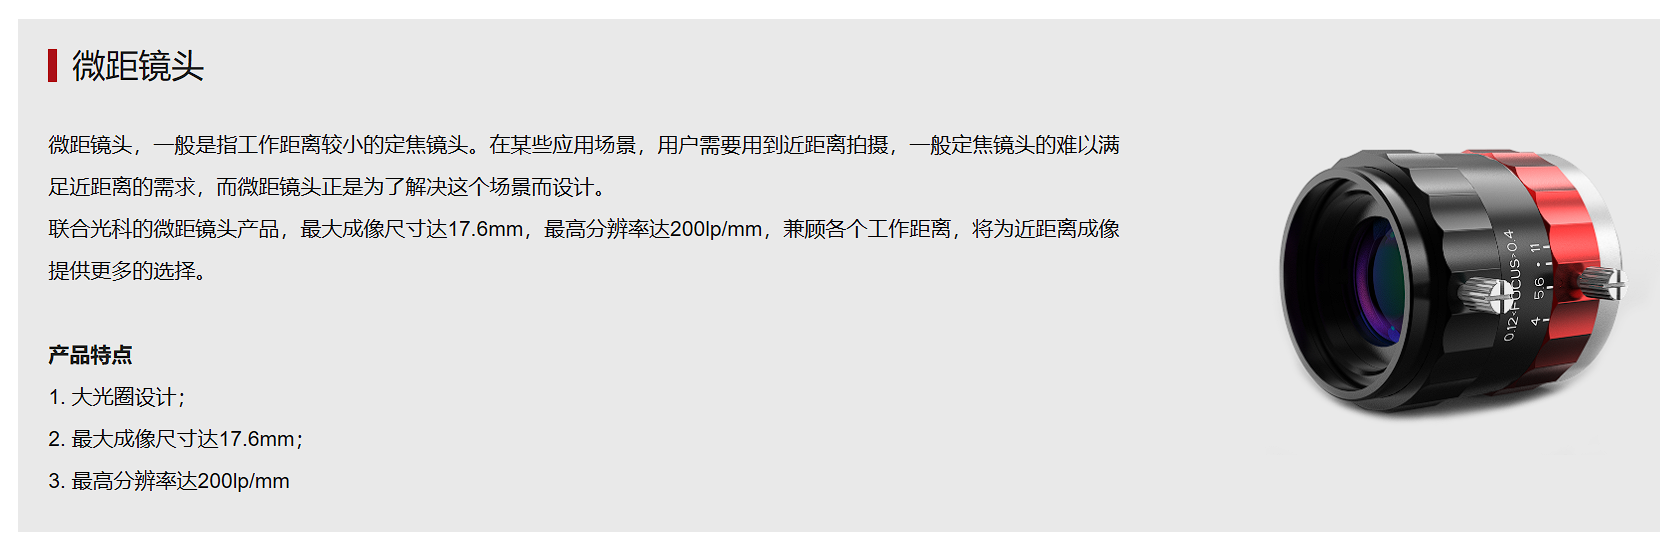 微距镜头
微距镜头，一般是指工作距离较小的定焦镜头。在某些应用场景，用户需要用到近距离拍摄，一般定焦镜头的难以满
足近距离的需求，而微距镜头正是为了解决这个场景而设计。
联合光科的微距镜头产品，最大成像尺寸达17.6mm，最高分辨率达200lp/mm，兼顾各个工作距离，将为近距离成像
提供更多的选择。
产品特点
1. 大光圈设计；
2. 最大成像尺寸达17.6mm；
3. 最高分辨率达200lp/mm
0.12<FOCUS>0.4
4 5.6 • 11